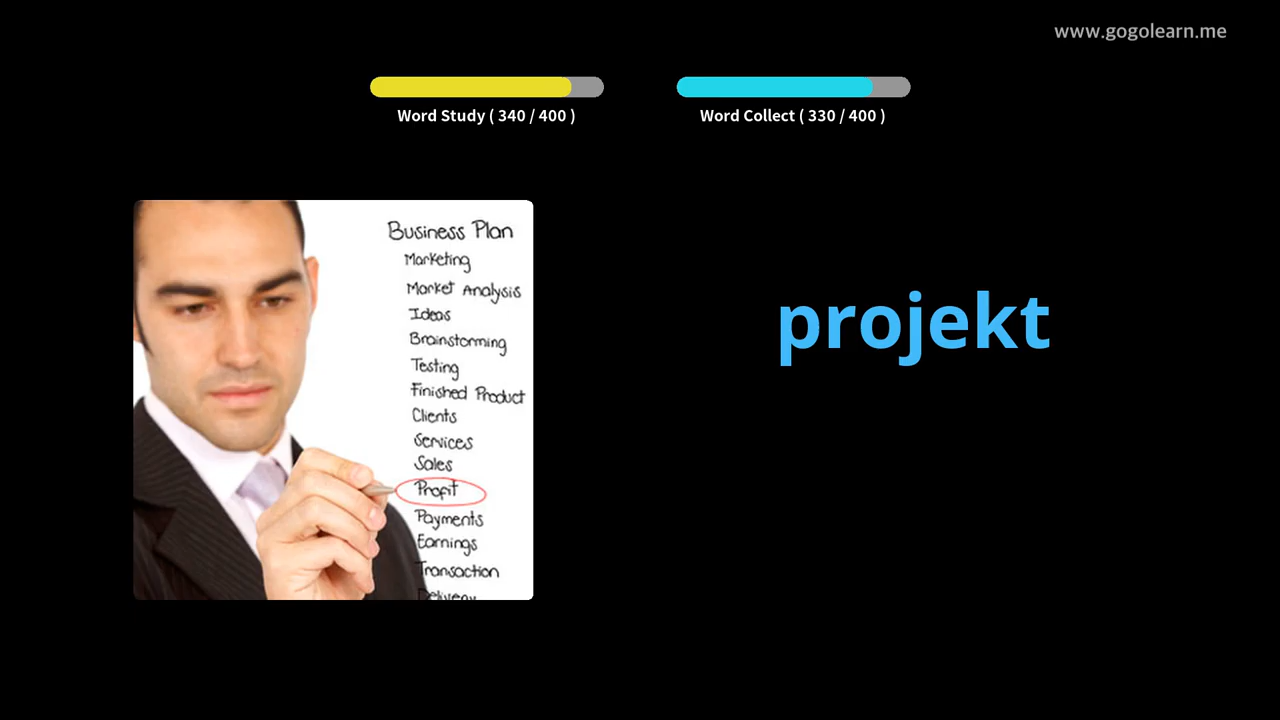 www.gogolearn.me
Word Study ( 340 / 400 )
Word Collect ( 330 / 400 )
Business Plan
Marketing
Market Analysis
Ideas
Brainstorming
Testing
Finished Product
Clients
Services
Sales
Profit
Payments
Earnings
Transaction
Delivery
projekt